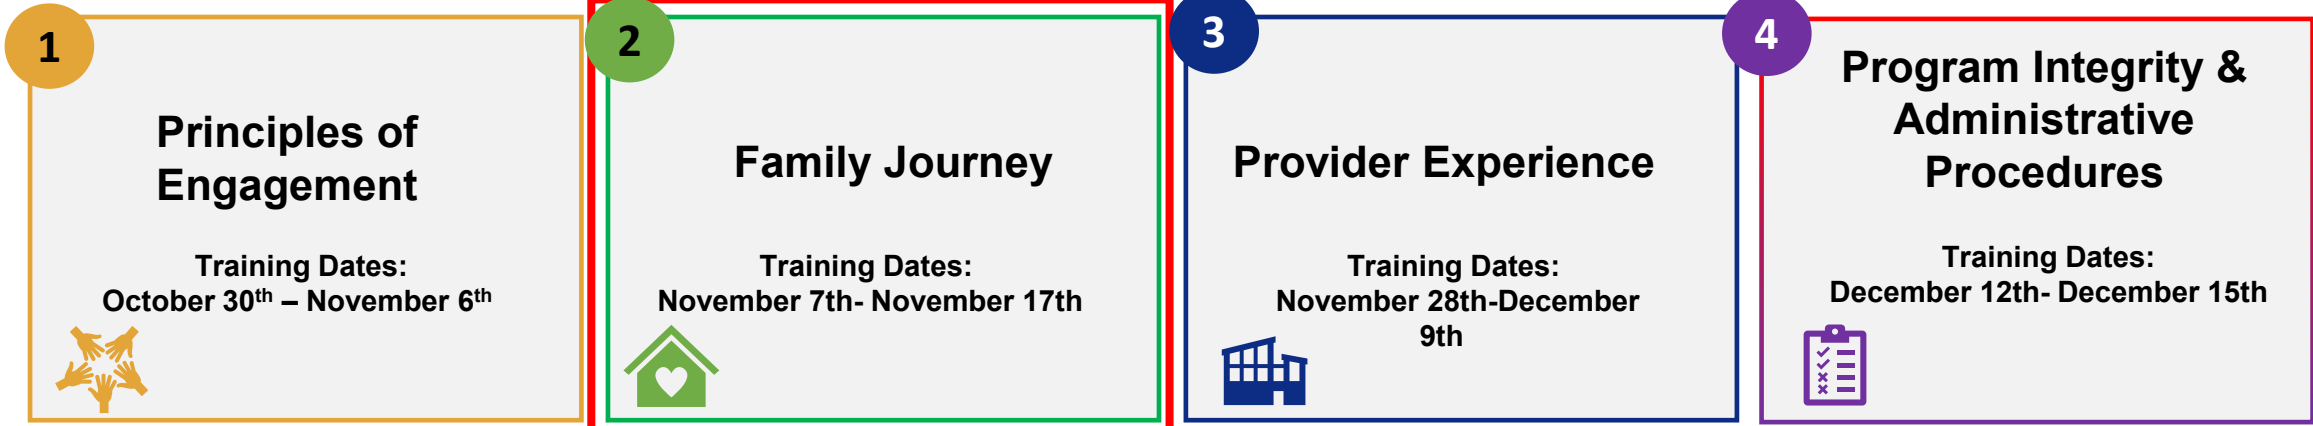 1
Principles of
Engagement
Training Dates:
October 30th – November 6th
2
Family Journey
Training Dates:
November 7th- November 17th
3
Provider Experience
Training Dates:
November 28th-December
9th
4
Program Integrity &
Administrative
Procedures
Training Dates:
December 12th- December 15th